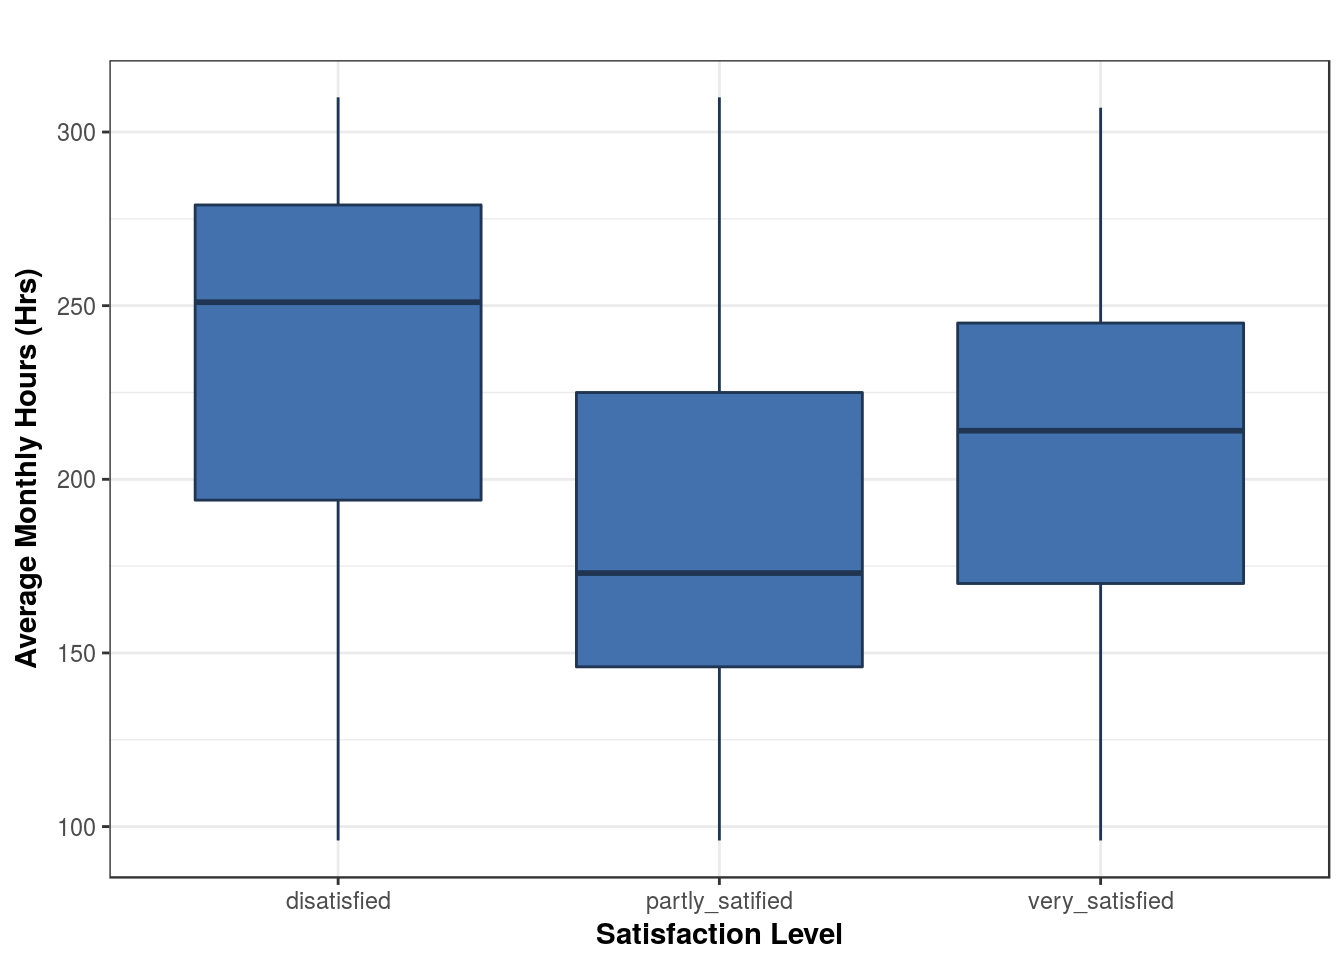 Average Monthly Hours (Hrs)
300
250
200
150
100
disatisfied partly_satified very_satisfied
Satisfaction Level